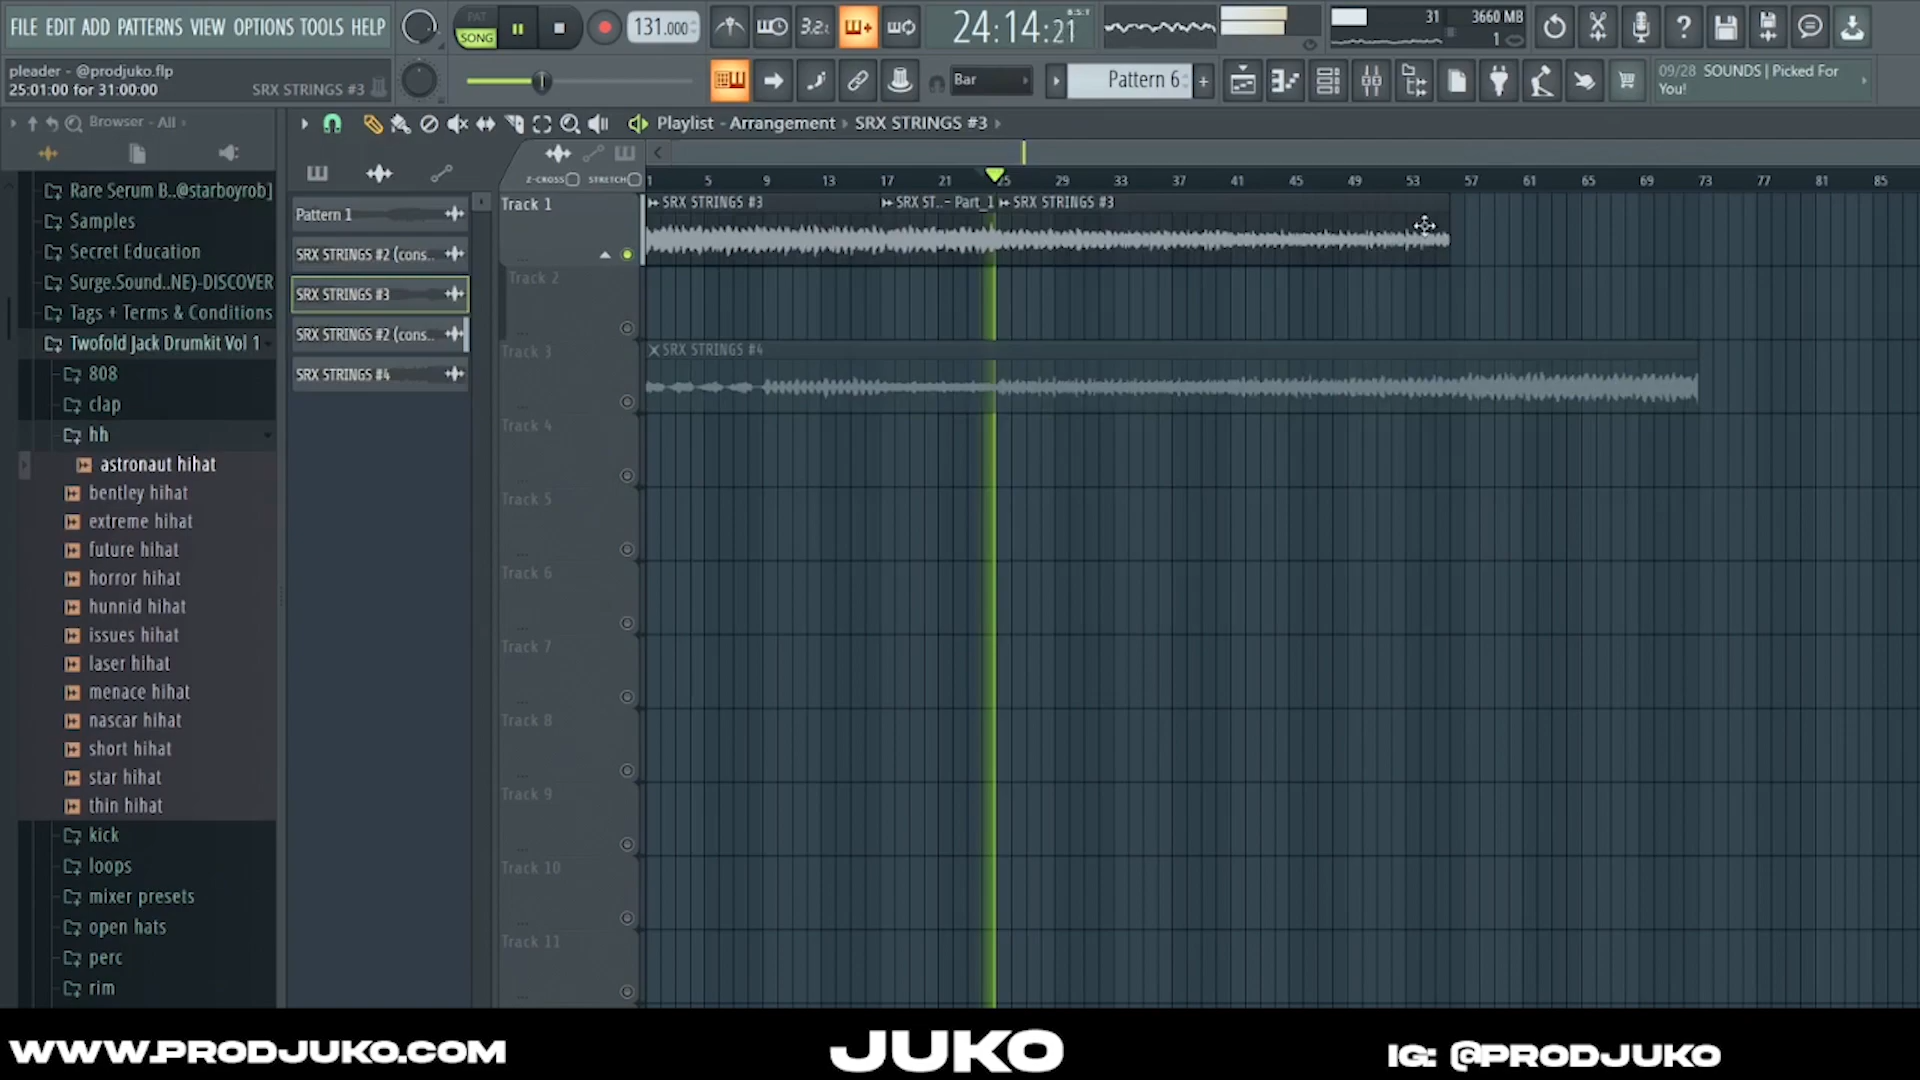 FILE EDIT ADD PATTERNS VIEW OPTIONS TOOLS HELP
PAT
SONG
131.000
3.2.
24:14:21
8:5:1
31
3660 MB
1
pleader - @prodjuko.flp
25:01:00 for 31:00:00
SRX STRINGS #3
Bar
Pattern 6
+
09/28 SOUNDS | Picked For
You!
Browser - All
Playlist - Arrangement
SRX STRINGS #3
Z-CROSS
STRETCH
1 5 9 13 17 21 25 29 33 37 41 45 49 53 57 61 65 69 73 77 81 85
Rare Serum B..@starboyrob]
Samples
Secret Education
Surge.Sound..NE)-DISCOVER
Tags + Terms & Conditions
Twofold Jack Drumkit Vol 1
808
clap
hh
astronaut hihat
bentley hihat
extreme hihat
future hihat
horror hihat
hunnid hihat
issues hihat
laser hihat
menace hihat
nascar hihat
short hihat
star hihat
thin hihat
kick
loops
mixer presets
open hats
perc
rim
Pattern 1
SRX STRINGS #2 (cons..
SRX STRINGS #3
SRX STRINGS #2 (cons..
SRX STRINGS #4
Track 1
SRX STRINGS #3
SRX ST..- Part_1
SRX STRINGS #3
Track 2
Track 3
SRX STRINGS #4
Track 4
Track 5
Track 6
Track 7
Track 8
Track 9
Track 10
Track 11
WWW.PRODJUKO.COM
JUKO
IG: @PRODJUKO